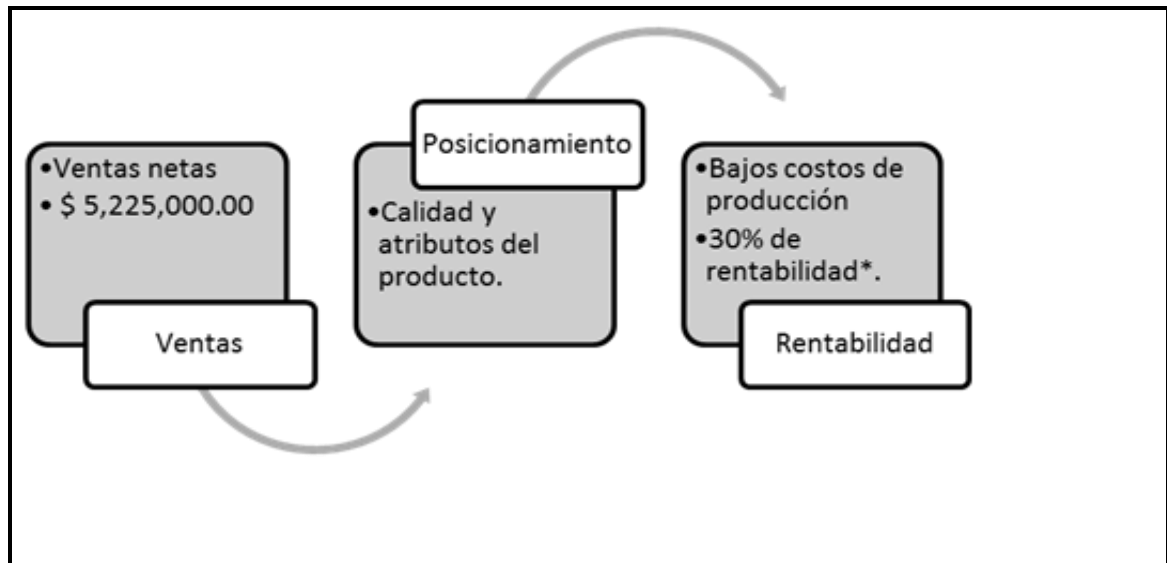 •Ventas netas
• $ 5,225,000.00
Ventas
Posicionamiento
•Calidad y
atributos del
producto.
•Bajos costos de
producción
•30% de
rentabilidad*.
Rentabilidad